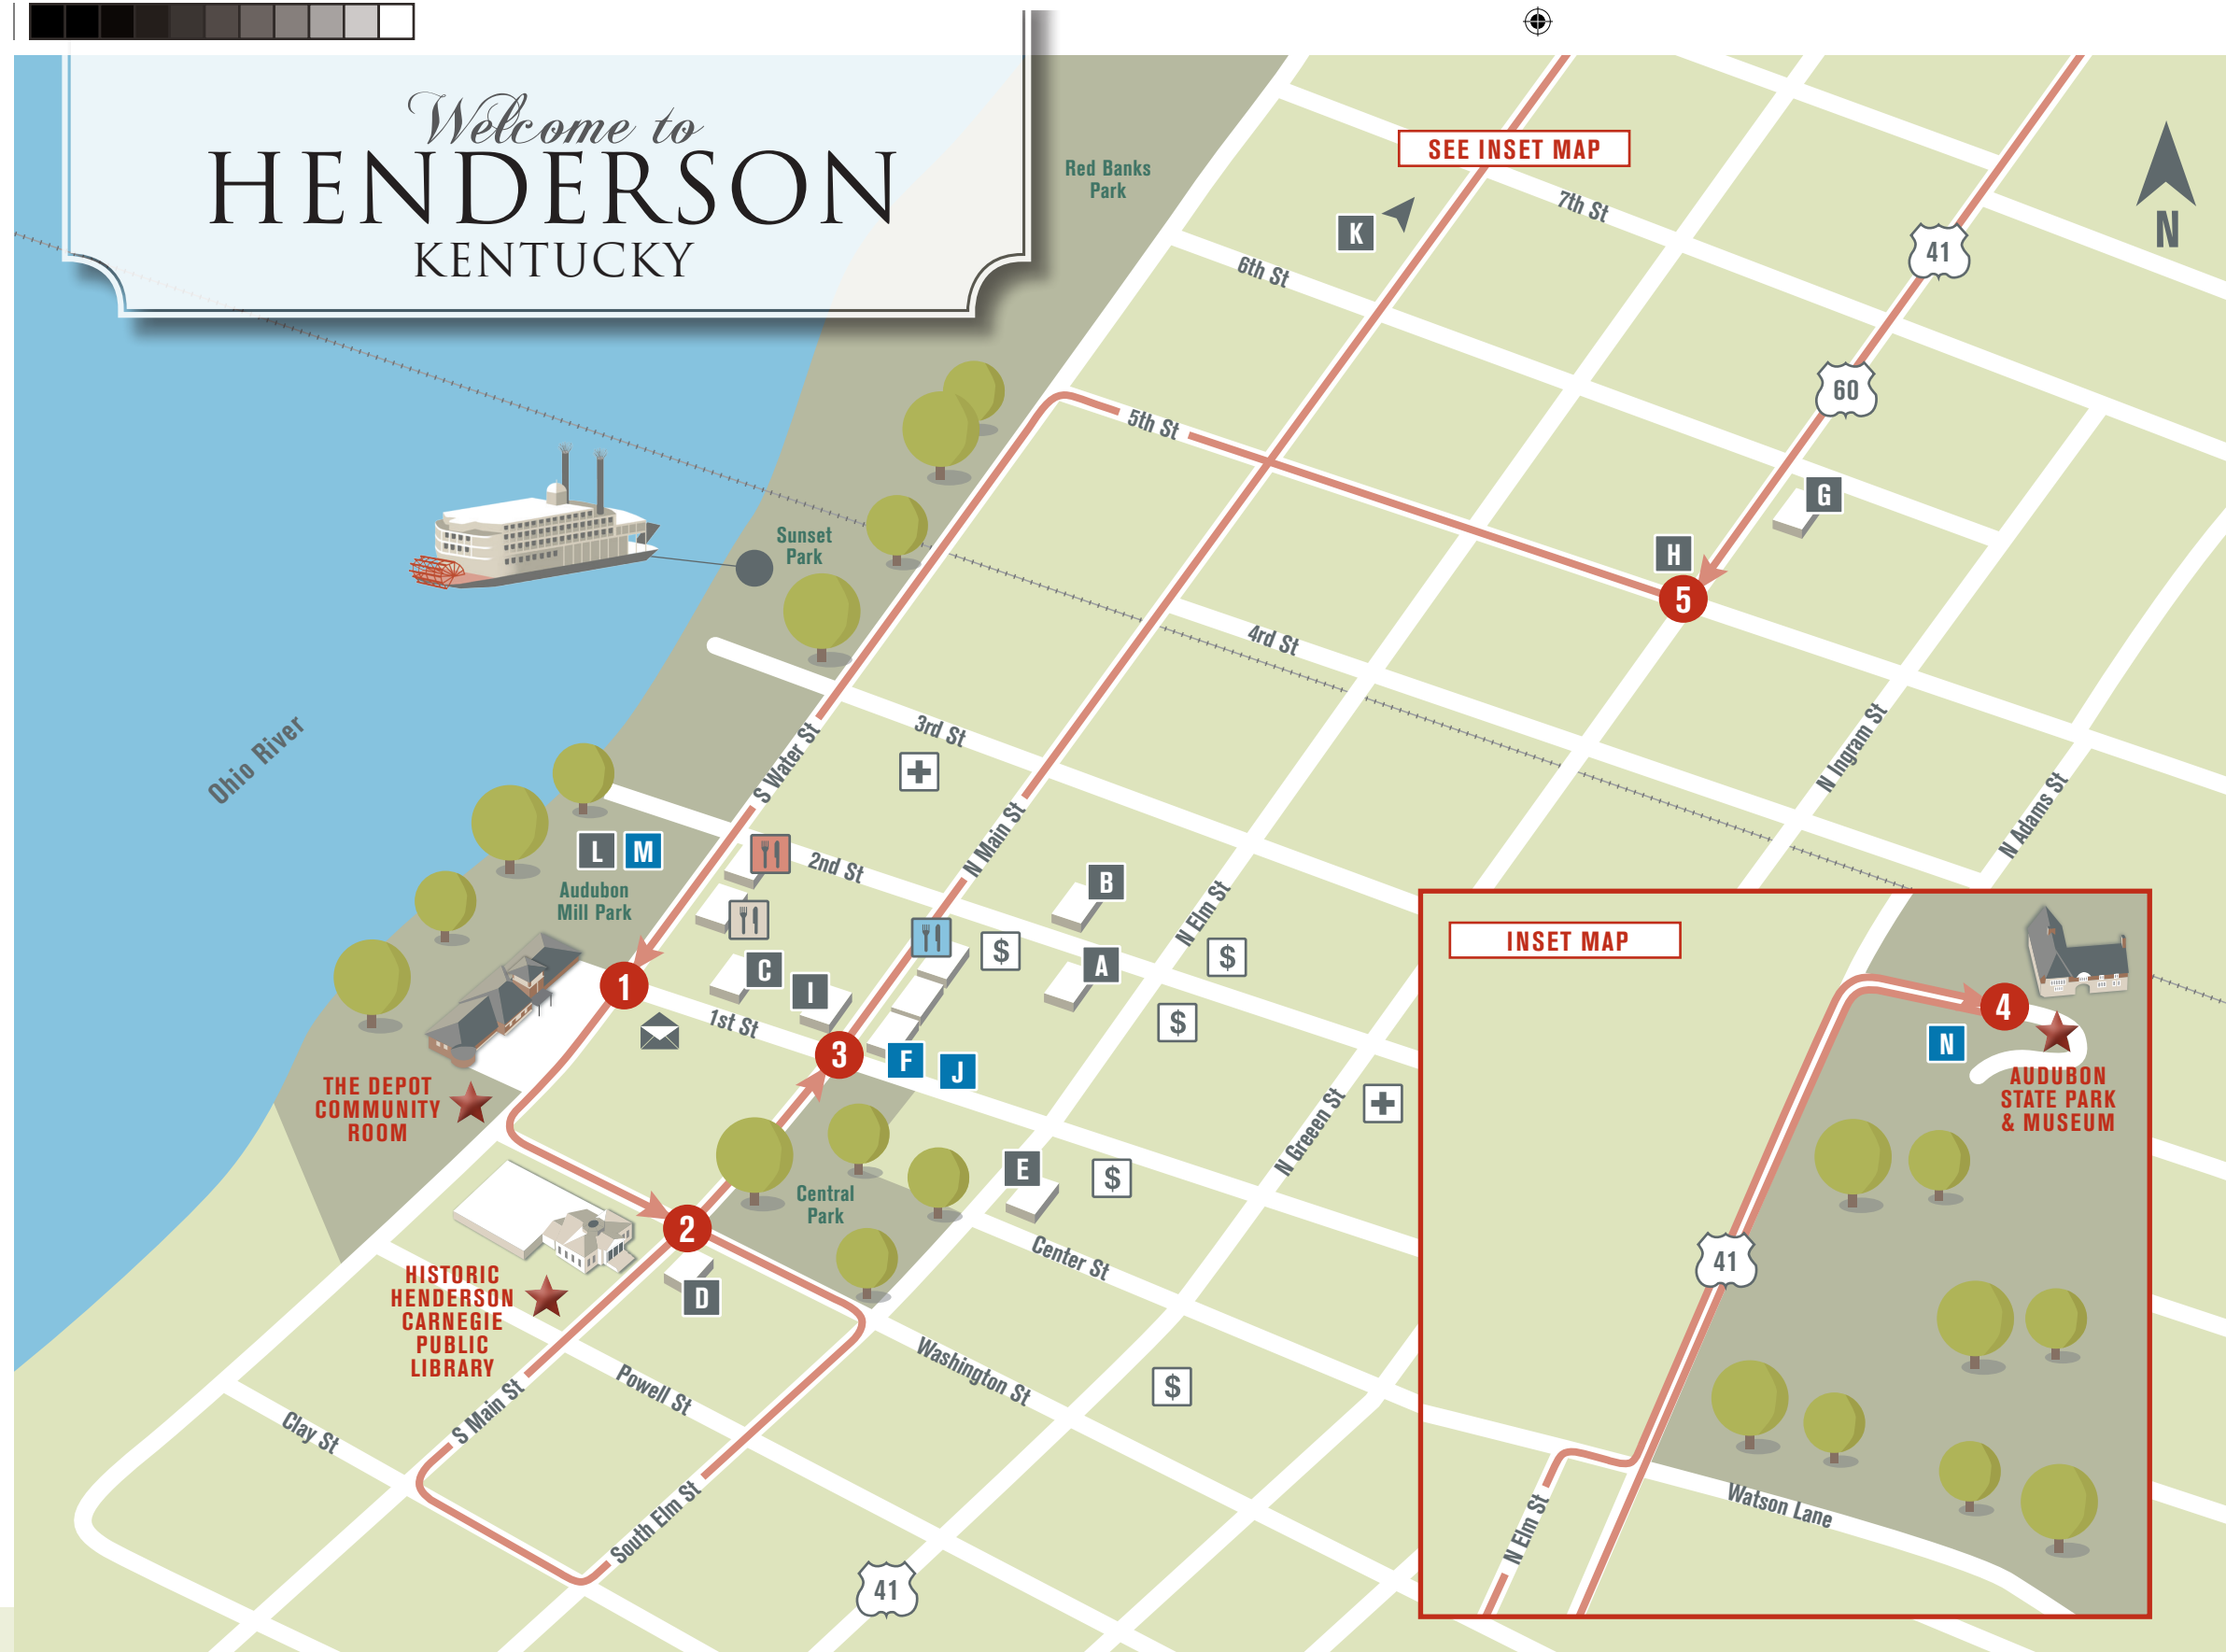 Welcome to
HENDERSON
KENTUCKY
Red Banks
Park
SEE INSET MAP
7th St
K
6th St
41
N
60
5th St
G
H
5
Sunset
Park
4rd St
Ohio River
3rd St
S Water St
N Main St
N Ingram St
N Adams St
L
M
Audubon
Mill Park
2nd St
B
N Elm St
$
$
A
C
I
1
1st St
$
3
F
J
THE DEPOT
COMMUNITY
ROOM
N Greeen St
E
$
Central
Park
2
Center St
HISTORIC
HENDERSON
CARNEGIE
PUBLIC
LIBRARY
D
Washington St
$
Powell St
S Main St
Clay St
South Elm St
41
INSET MAP
4
N
AUDUBON
STATE PARK
& MUSEUM
41
N Elm St
Watson Lane